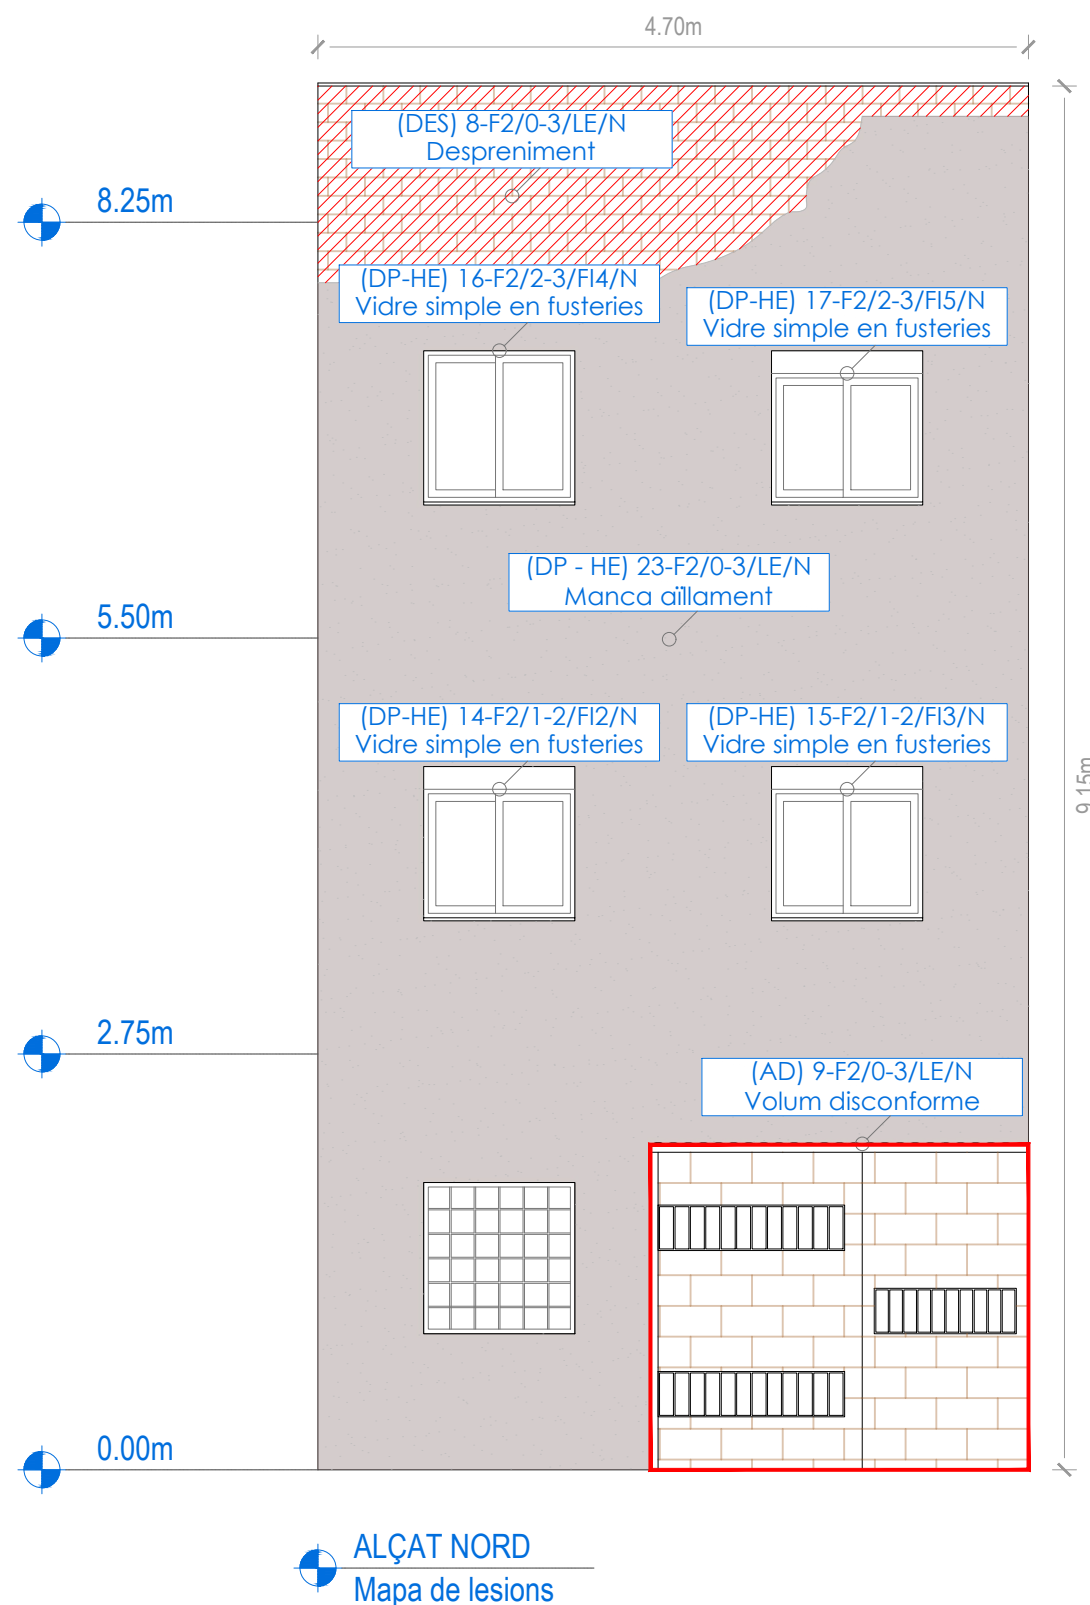 4.70m
(DES) 8-F2/0-3/LE/N
Despreniment
8.25m
(DP-HE) 16-F2/2-3/FI4/N
Vidre simple en fusteries
(DP-HE) 17-F2/2-3/FI5/N
Vidre simple en fusteries
(DP - HE) 23-F2/0-3/LE/N
Manca aïllament
5.50m
(DP-HE) 14-F2/1-2/FI2/N
Vidre simple en fusteries
(DP-HE) 15-F2/1-2/FI3/N
Vidre simple en fusteries
9.15m
2.75m
(AD) 9-F2/0-3/LE/N
Volum disconforme
0.00m
ALÇAT NORD
Mapa de lesions